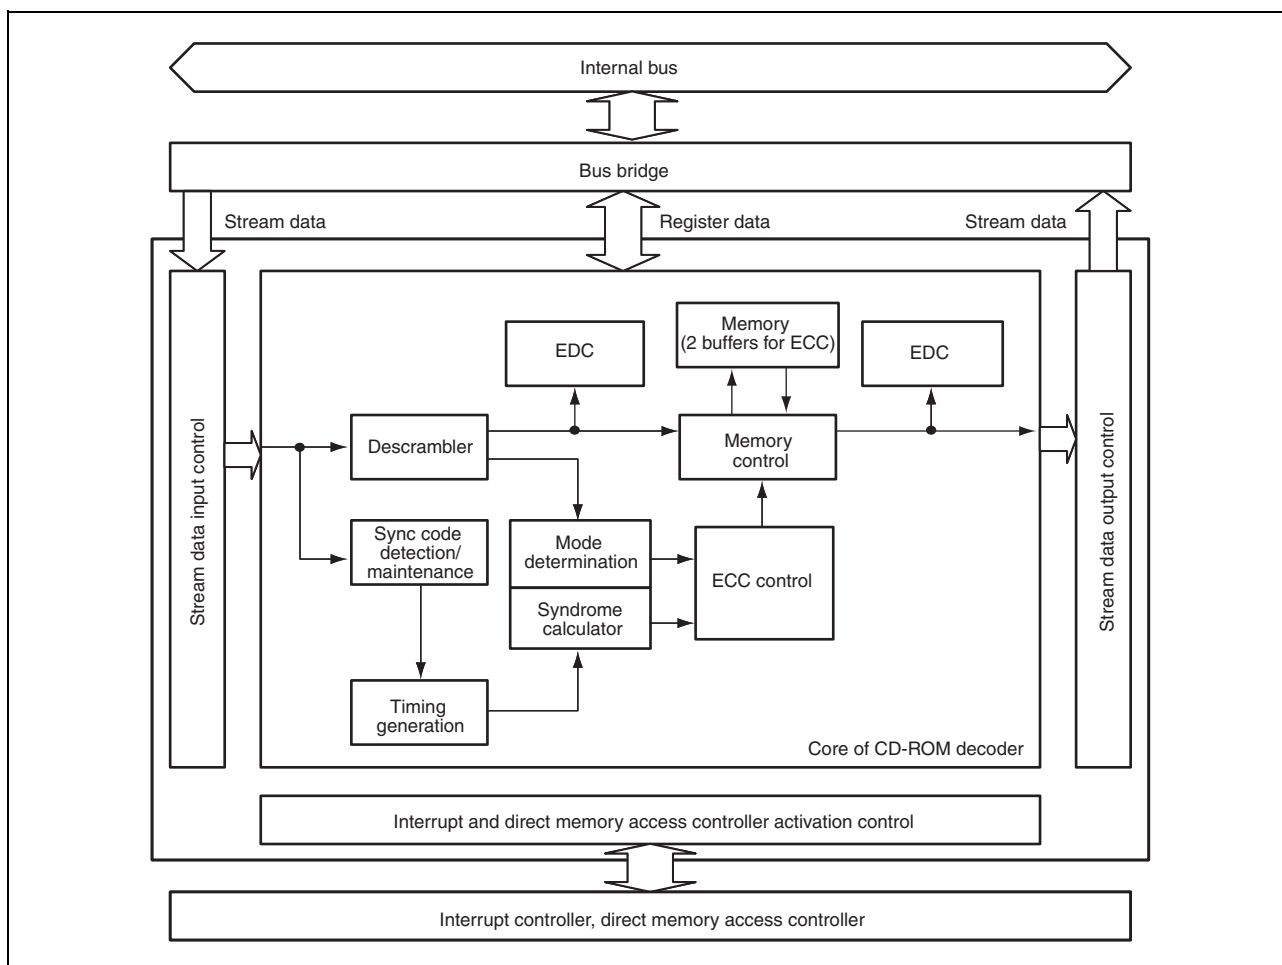 Internal bus
Bus bridge
Stream data
Register data
Stream data
Stream data input control
EDC
Memory
(2 buffers for ECC)
EDC
Descrambler
Memory
control
Sync code
detection/
maintenance
Mode
determination
ECC control
Syndrome
calculator
Timing
generation
Core of CD-ROM decoder
Stream data output control
Interrupt and direct memory access controller activation control
Interrupt controller, direct memory access controller